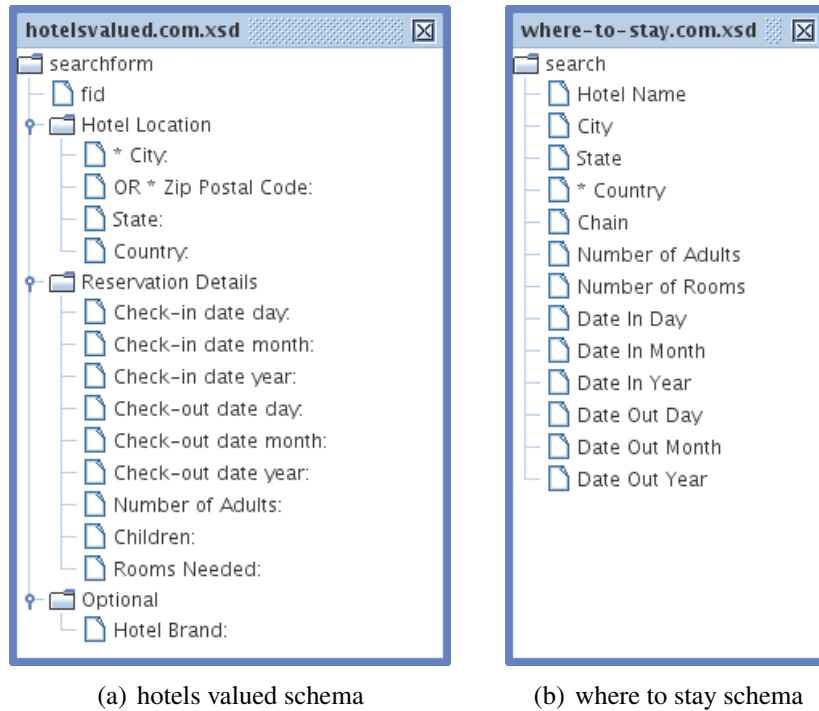 hotelsvalued.com.xsd
searchform
fid
Hotel Location
* City:
OR * Zip Postal Code:
State:
Country:
Reservation Details
Check-in date day:
Check-in date month:
Check-in date year:
Check-out date day:
Check-out date month:
Check-out date year:
Number of Adults:
Children:
Rooms Needed:
Optional
Hotel Brand:
(a) hotels valued schema
where-to-stay.com.xsd
search
Hotel Name
City
State
* Country
Chain
Number of Adults
Number of Rooms
Date In Day
Date In Month
Date In Year
Date Out Day
Date Out Month
Date Out Year
(b) where to stay schema